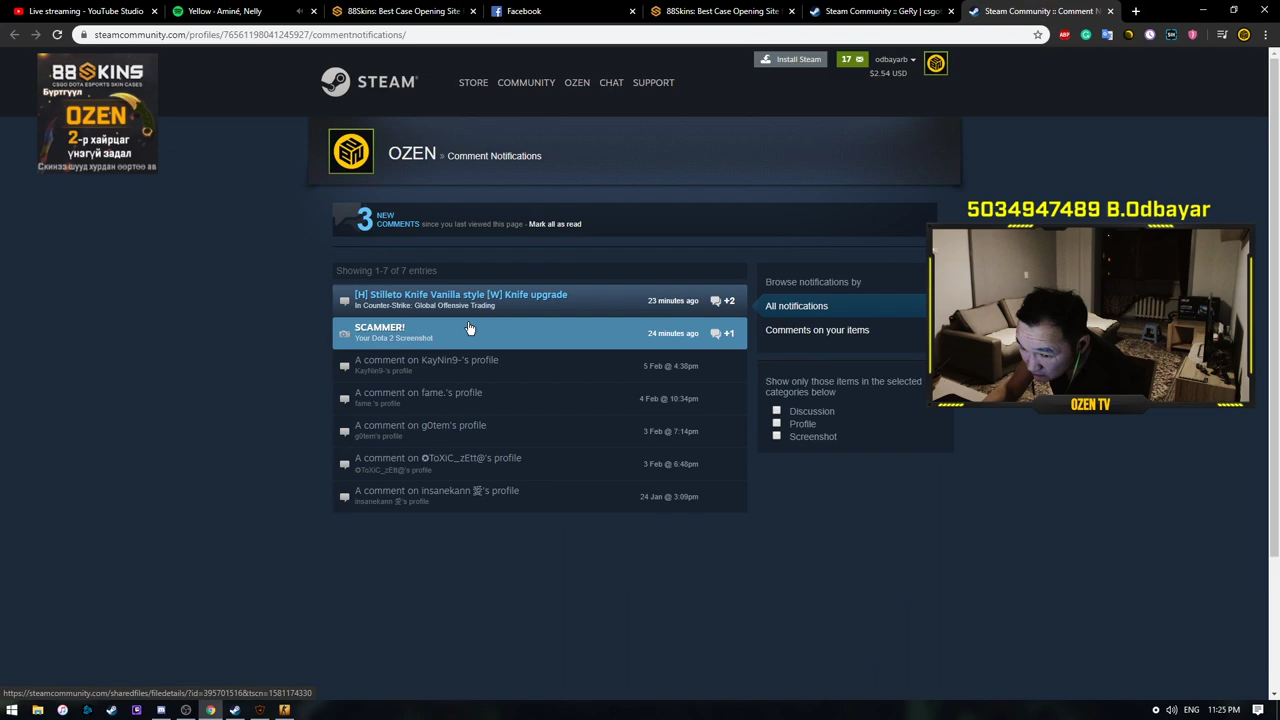 Live streaming - YouTube Studio
Yellow - Aminé, Nelly
88Skins: Best Case Opening Site
Facebook
88Skins: Best Case Opening Site
Steam Community :: GeRy | csgo
Steam Community :: Comment N
steamcommunity.com/profiles/76561198041245927/commentnotifications/
88SKINS
CSGO DOTA ESPORTS SKIN CASES
Бүртгүүл
OZEN
2-р хайрцаг
үнэгүй задал
Скинээ шууд хурдан өөртөө ав
STEAM
STORE COMMUNITY OZEN CHAT SUPPORT
Install Steam
17
odbayarb
$2.54 USD
OZEN » Comment Notifications
3 NEW
COMMENTS since you last viewed this page - Mark all as read
Showing 1-7 of 7 entries
[H] Stilleto Knife Vanilla style [W] Knife upgrade
In Counter-Strike: Global Offensive Trading
23 minutes ago +2
SCAMMER!
Your Dota 2 Screenshot
24 minutes ago +1
A comment on KayNin9-'s profile
KayNin9-'s profile
5 Feb @ 4:38pm
A comment on fame.'s profile
fame.'s profile
4 Feb @ 10:34pm
A comment on g0tem's profile
g0tem's profile
3 Feb @ 7:14pm
A comment on ✪ToXiC_zEtt@'s profile
✪ToXiC_zEtt@'s profile
3 Feb @ 6:48pm
A comment on insanekann 愛's profile
insanekann 愛's profile
24 Jan @ 3:09pm
Browse notifications by
All notifications
Comments on your items
Show only those items in the selected
categories below
Discussion
Profile
Screenshot
5034947489 B.Odbayar
OZEN TV
https://steamcommunity.com/sharedfiles/filedetails/?id=395701516&tscn=1581174330
ENG 11:25 PM